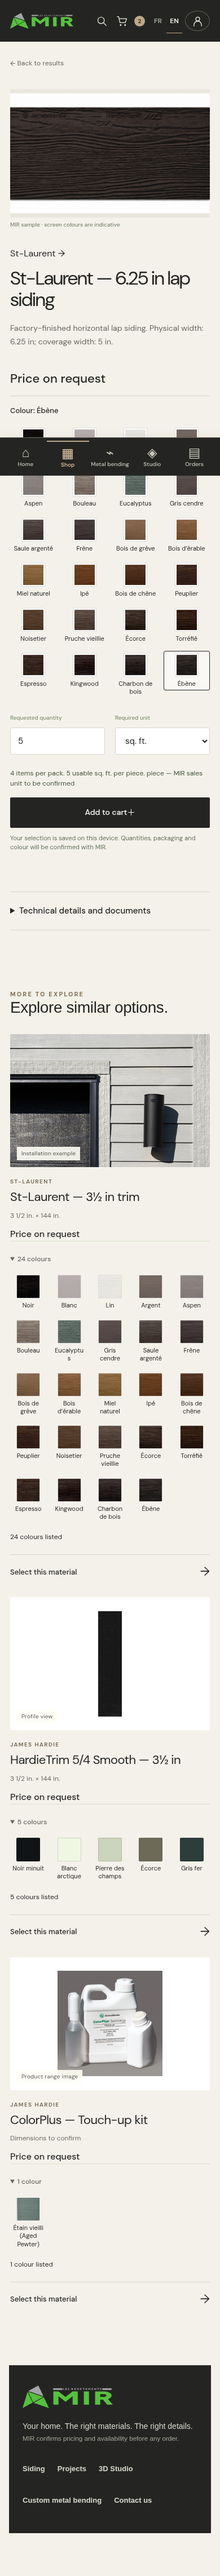 AMIR
2
FR
EN
← Back to results
MIR sample · screen colours are indicative
St-Laurent →
St-Laurent — 6.25 in lap
siding
Factory-finished horizontal lap siding. Physical width:
6.25 in; coverage width: 5 in.
Price on request
Colour: Ébène
Home
Shop
Metal bending
Studio
Orders
Aspen
Bouleau
Eucalyptus
Gris cendre
Saule argenté
Frêne
Bois de grève
Bois d'érable
Miel naturel
Ipé
Bois de chêne
Peuplier
Noisetier
Pruche vieillie
Écorce
Torréfié
Espresso
Kingwood
Charbon de
bois
Ébène
Requested quantity
Required unit
5
sq. ft.
4 items per pack. 5 usable sq. ft. per piece. piece — MIR sales
unit to be confirmed
Add to cart +
Your selection is saved on this device. Quantities, packaging and
colour will be confirmed with MIR.
Technical details and documents
MORE TO EXPLORE
Explore similar options.
Installation example
ST-LAURENT
St-Laurent — 3½ in trim
3 1/2 in. × 144 in.
Price on request
24 colours
Noir
Blanc
Lin
Argent
Aspen
Bouleau
Eucalyptu
s
Gris
cendre
Saule
argenté
Frêne
Bois de
grève
Bois
d'érable
Miel
naturel
Ipé
Bois de
chêne
Peuplier
Noisetier
Pruche
vieillie
Écorce
Torréfié
Espresso
Kingwood
Charbon
de bois
Ébène
24 colours listed
Select this material →
Profile view
JAMES HARDIE
HardieTrim 5/4 Smooth — 3½ in
3 1/2 in. × 144 in.
Price on request
5 colours
Noir minuit
Blanc
arctique
Pierre des
champs
Écorce
Gris fer
5 colours listed
Select this material →
Product range image
JAMES HARDIE
ColorPlus — Touch-up kit
Dimensions to confirm
Price on request
1 colour
Étain vieilli
(Aged
Pewter)
1 colour listed
Select this material →
AMIR
Your home. The right materials. The right details.
MIR confirms pricing and availability before any order.
Siding
Projects
3D Studio
Custom metal bending
Contact us